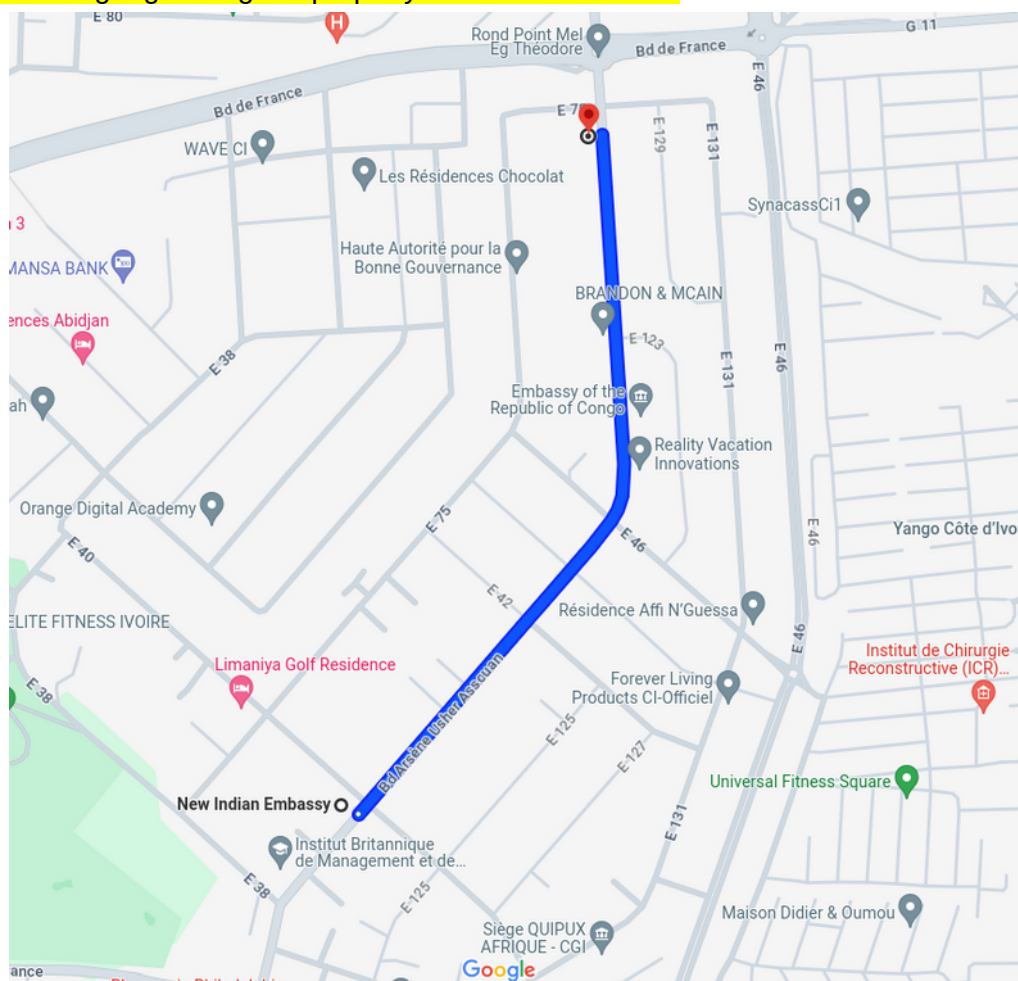 E 80
G 11
Rond Point Mel
Eg Théodore
Bd de France
Bd de France
E 46
WAVE CI
E 75
E 129
E 131
Les Résidences Chocolat
SynacassCi1
3
Haute Autorité pour la
Bonne Gouvernance
MANSA BANK
BRANDON & MCAIN
ences Abidjan
E 38
E 123
E 131
E 46
Embassy of the
Republic of Congo
ah
Reality Vacation
Innovations
Orange Digital Academy
E 75
E 46
E 46
Yango Côte d'Ivo
E 40
E 42
Résidence Affi N'Guessa
ELITE FITNESS IVOIRE
E 46
Institut de Chirurgie
Reconstructive (ICR)...
Limaniya Golf Residence
E 38
Forever Living
Products CI-Officiel
Bd Arsène Usher Assouan
E 125
E 127
Universal Fitness Square
New Indian Embassy
E 131
Institut Britannique
de Management et de...
E 38
E 125
Maison Didier & Oumou
Siège QUIPUX
AFRIQUE - CGI
Google
ance